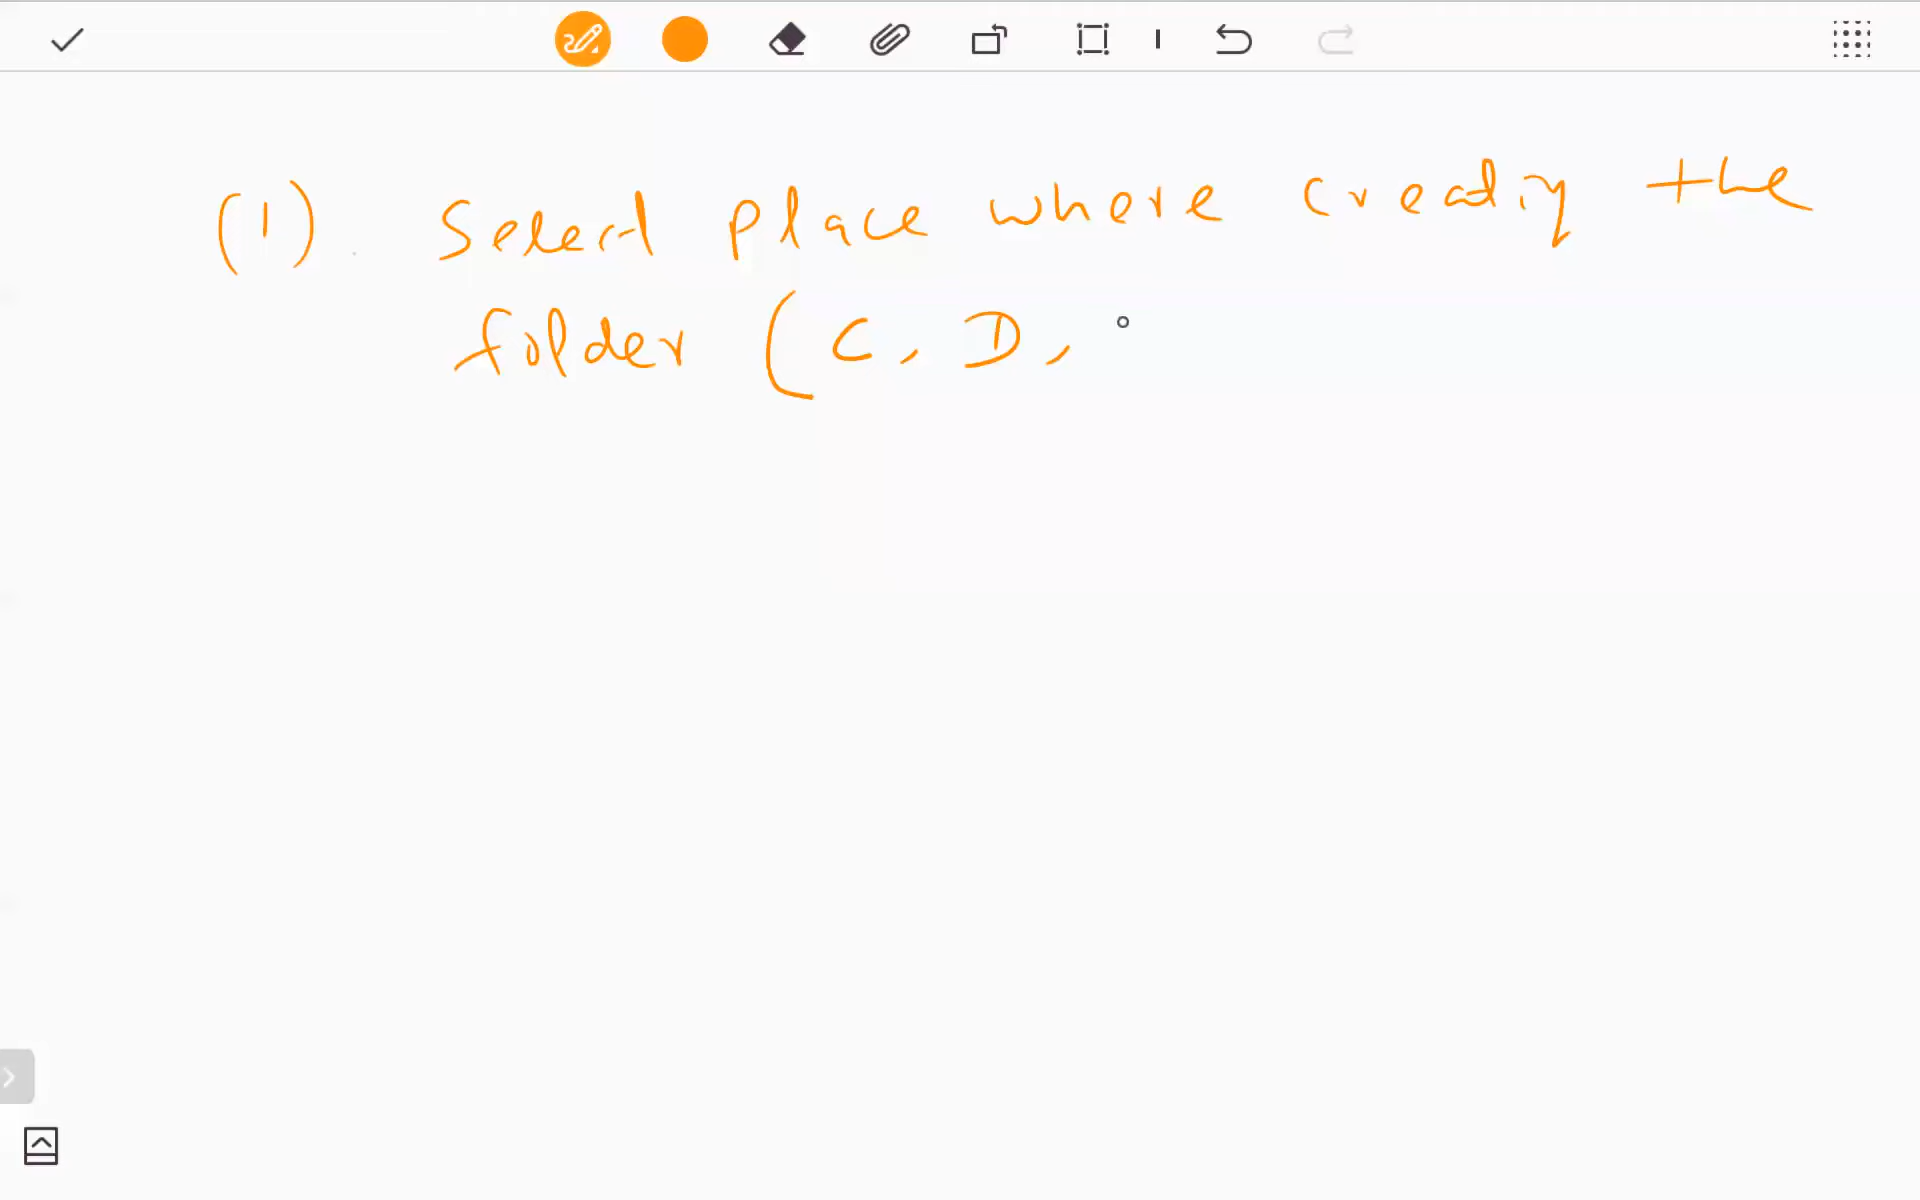 (1). Select place where creating the
folder (C, D,